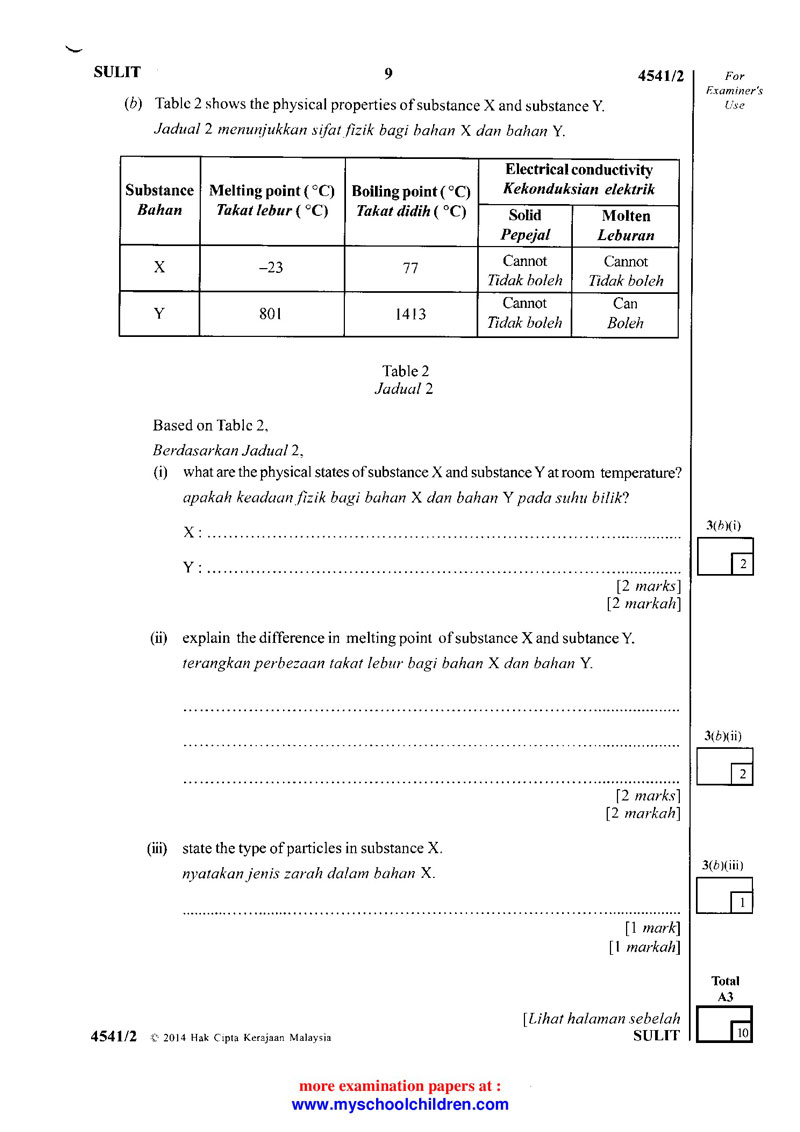 SULIT 9 4541/2 For
Examiner's
Use
(b) Table 2 shows the physical properties of substance X and substance Y.
Jadual 2 menunjukkan sifat fizik bagi bahan X dan bahan Y.
Substance Bahan Melting point ( °C) Takat lebur ( °C) Boiling point ( °C) Takat didih ( °C) Electrical conductivity Kekonduksian elektrik
Solid Pepejal Molten Leburan
X –23 77 Cannot Tidak boleh Cannot Tidak boleh
Y 801 1413 Cannot Tidak boleh Can Boleh
Table 2
Jadual 2
Based on Table 2,
Berdasarkan Jadual 2,
(i) what are the physical states of substance X and substance Y at room temperature?
apakah keadaan fizik bagi bahan X dan bahan Y pada suhu bilik?
3(b)(i)
X : ........................................................................................
2
Y : ........................................................................................
[2 marks]
[2 markah]
(ii) explain the difference in melting point of substance X and subtance Y.
terangkan perbezaan takat lebur bagi bahan X dan bahan Y.
............................................................................................
3(b)(ii)
............................................................................................
2
............................................................................................
[2 marks]
[2 markah]
(iii) state the type of particles in substance X.
nyatakan jenis zarah dalam bahan X.
3(b)(iii)
1
............................................................................................
[1 mark]
[1 markah]
Total
A3
10
[Lihat halaman sebelah
4541/2 © 2014 Hak Cipta Kerajaan Malaysia SULIT
more examination papers at :
www.myschoolchildren.com